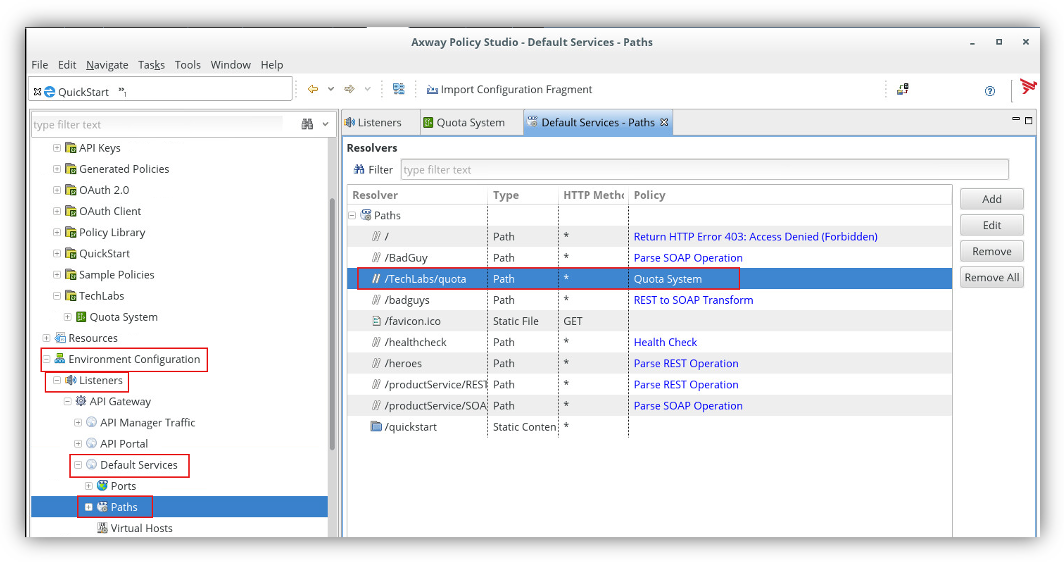 Axway Policy Studio - Default Services - Paths
File Edit Navigate Tasks Tools Window Help
QuickStart »1
Import Configuration Fragment
type filter text
API Keys
Generated Policies
OAuth 2.0
OAuth Client
Policy Library
QuickStart
Sample Policies
TechLabs
Quota System
Resources
Environment Configuration
Listeners
API Gateway
API Manager Traffic
API Portal
Default Services
Ports
Paths
Virtual Hosts
Listeners Quota System Default Services - Paths
Resolvers
Filter type filter text
Resolver Type HTTP Metho Policy
Paths
/ Path * Return HTTP Error 403: Access Denied (Forbidden)
/BadGuy Path * Parse SOAP Operation
/TechLabs/quota Path * Quota System
/badguys Path * REST to SOAP Transform
/favicon.ico Static File GET
/healthcheck Path * Health Check
/heroes Path * Parse REST Operation
/productService/REST Path * Parse REST Operation
/productService/SOA Path * Parse SOAP Operation
/quickstart Static Conten *
Add
Edit
Remove
Remove All